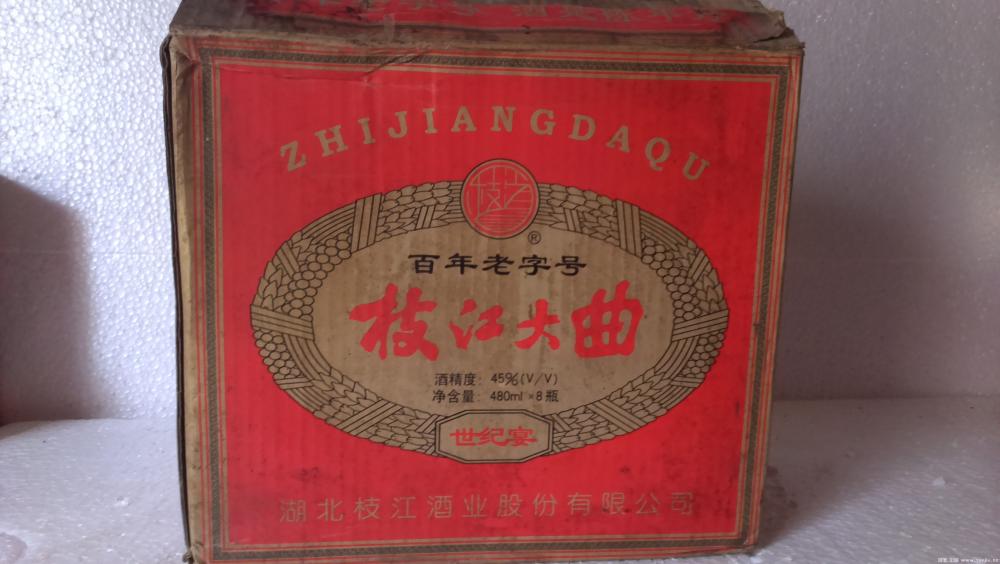 ZHIJIANGDAQU
枝江
®
百年老字号
枝江大曲
酒精度: 45%(V/V)
净含量: 480ml×8瓶
世纪宴
湖北枝江酒业股份有限公司